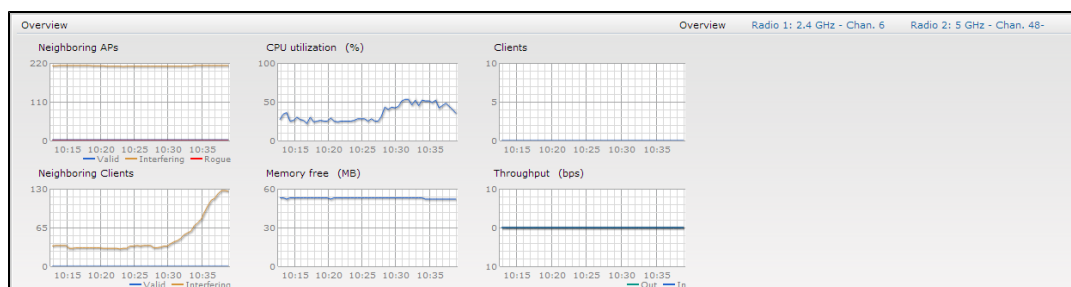 Overview Overview Radio 1: 2.4 GHz - Chan. 6 Radio 2: 5 GHz - Chan. 48-
Neighboring APs
220
110
0
10:15 10:20 10:25 10:30 10:35
Valid Interfering Rogue
CPU utilization (%)
100
50
0
10:15 10:20 10:25 10:30 10:35
Clients
10
5
0
10:15 10:20 10:25 10:30 10:35
Neighboring Clients
130
65
0
10:15 10:20 10:25 10:30 10:35
Valid Interfering
Memory free (MB)
60
30
0
10:15 10:20 10:25 10:30 10:35
Throughput (bps)
10
0
10
10:15 10:20 10:25 10:30 10:35
Out In